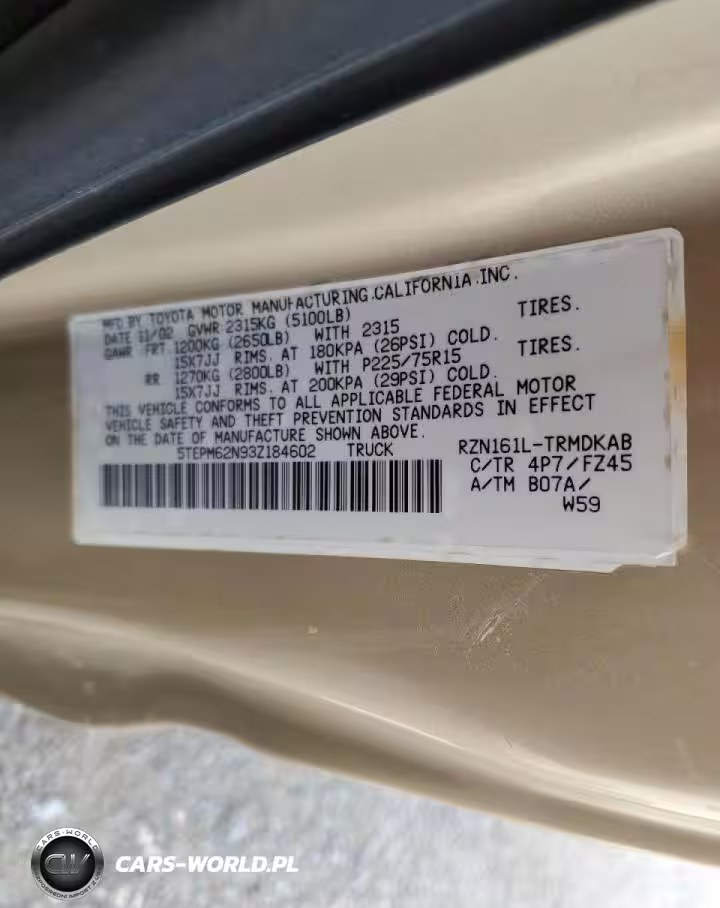 MFD BY TOYOTA MOTOR MANUFACTURING CALIFORNIA INC.
DATE 11/02 GVWR 2315KG (5100LB)
GAWR FRT 1200KG (2650LB) WITH 2315 TIRES.
15X7JJ RIMS. AT 180KPA (26PSI) COLD.
RR 1270KG (2800LB) WITH P225/75R15 TIRES.
15X7JJ RIMS. AT 200KPA (29PSI) COLD.
THIS VEHICLE CONFORMS TO ALL APPLICABLE FEDERAL MOTOR
VEHICLE SAFETY AND THEFT PREVENTION STANDARDS IN EFFECT
ON THE DATE OF MANUFACTURE SHOWN ABOVE.
5TEPM62N93Z184602 TRUCK
RZN161L-TRMDKAB
C/TR 4P7/FZ45
A/TM B07A/
W59
CARS-WORLD
CW
CARS-WORLD.PL